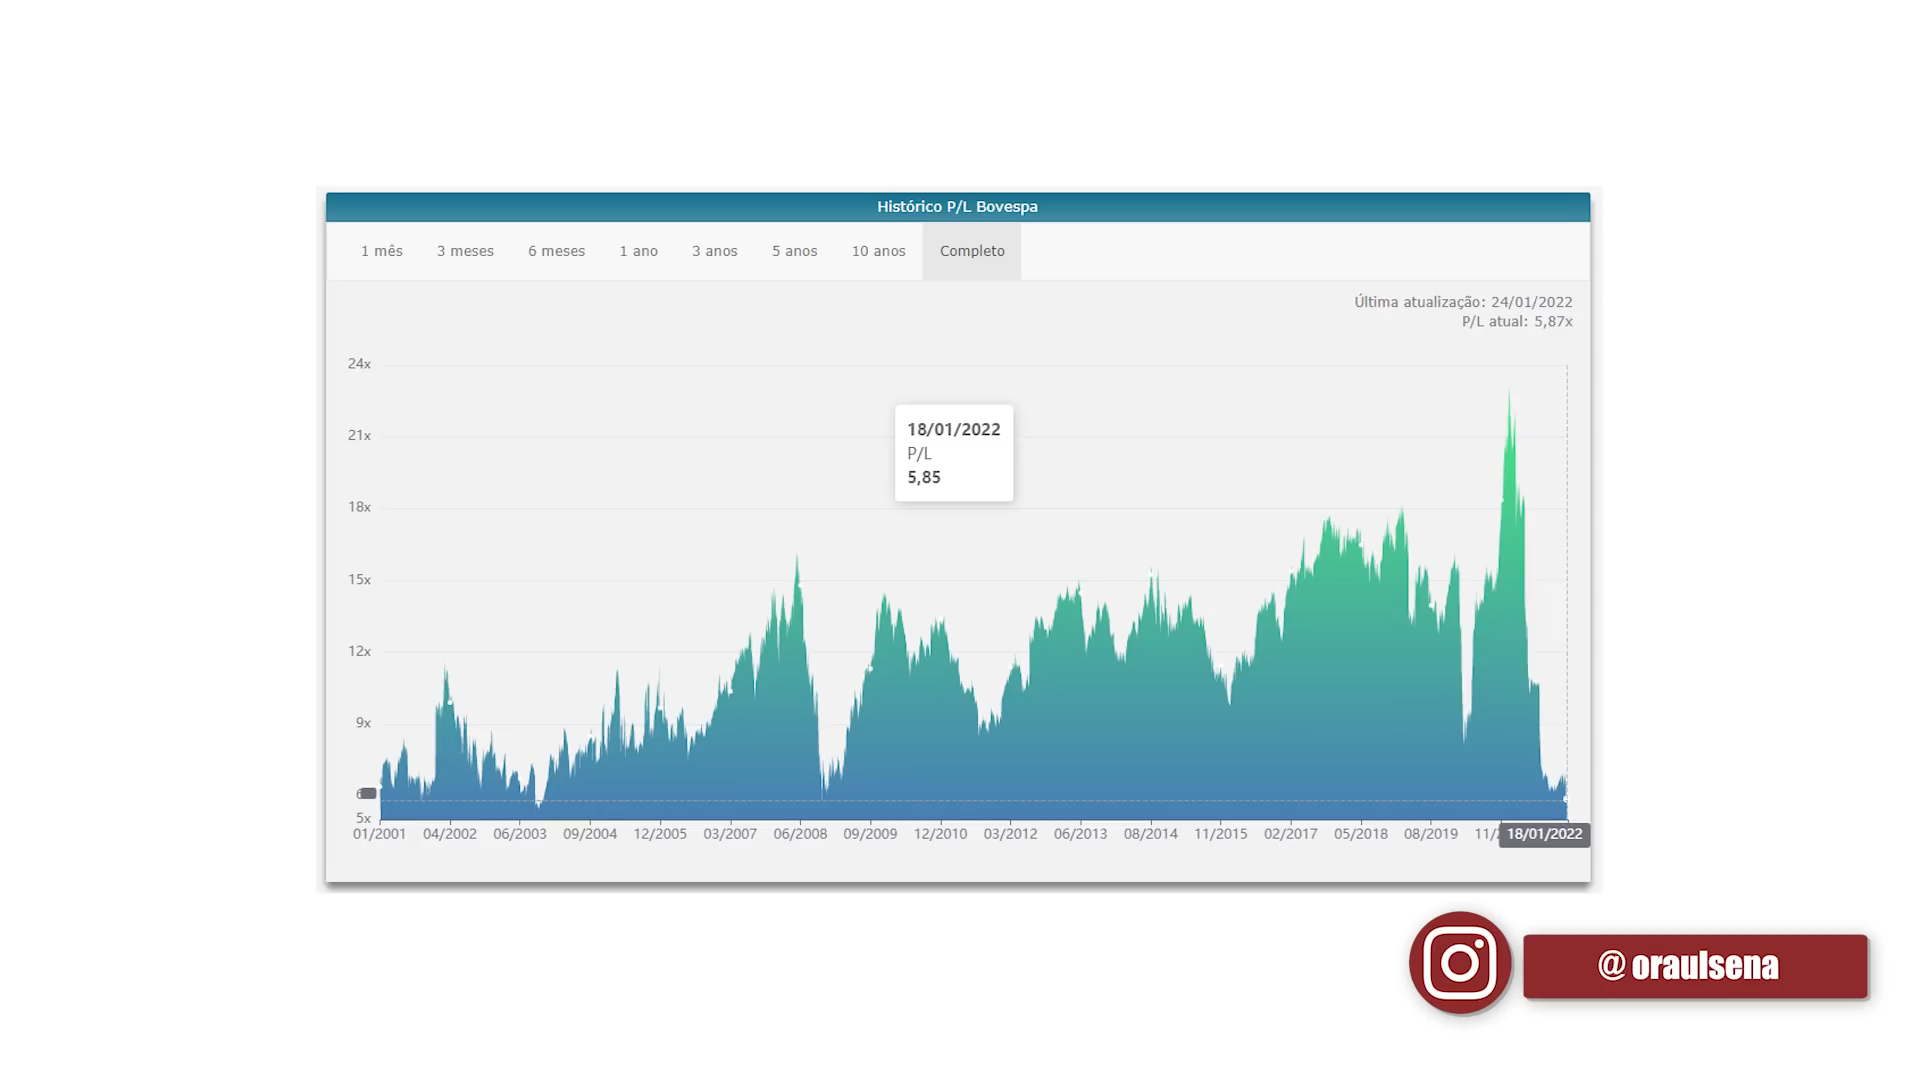 Histórico P/L Bovespa
1 mês 3 meses 6 meses 1 ano 3 anos 5 anos 10 anos Completo
Última atualização: 24/01/2022
P/L atual: 5,87x
24x
21x
18x
15x
12x
9x
5x
18/01/2022
P/L
5,85
01/2001 04/2002 06/2003 09/2004 12/2005 03/2007 06/2008 09/2009 12/2010 03/2012 06/2013 08/2014 11/2015 02/2017 05/2018 08/2019 11/ 18/01/2022
@oraulsena